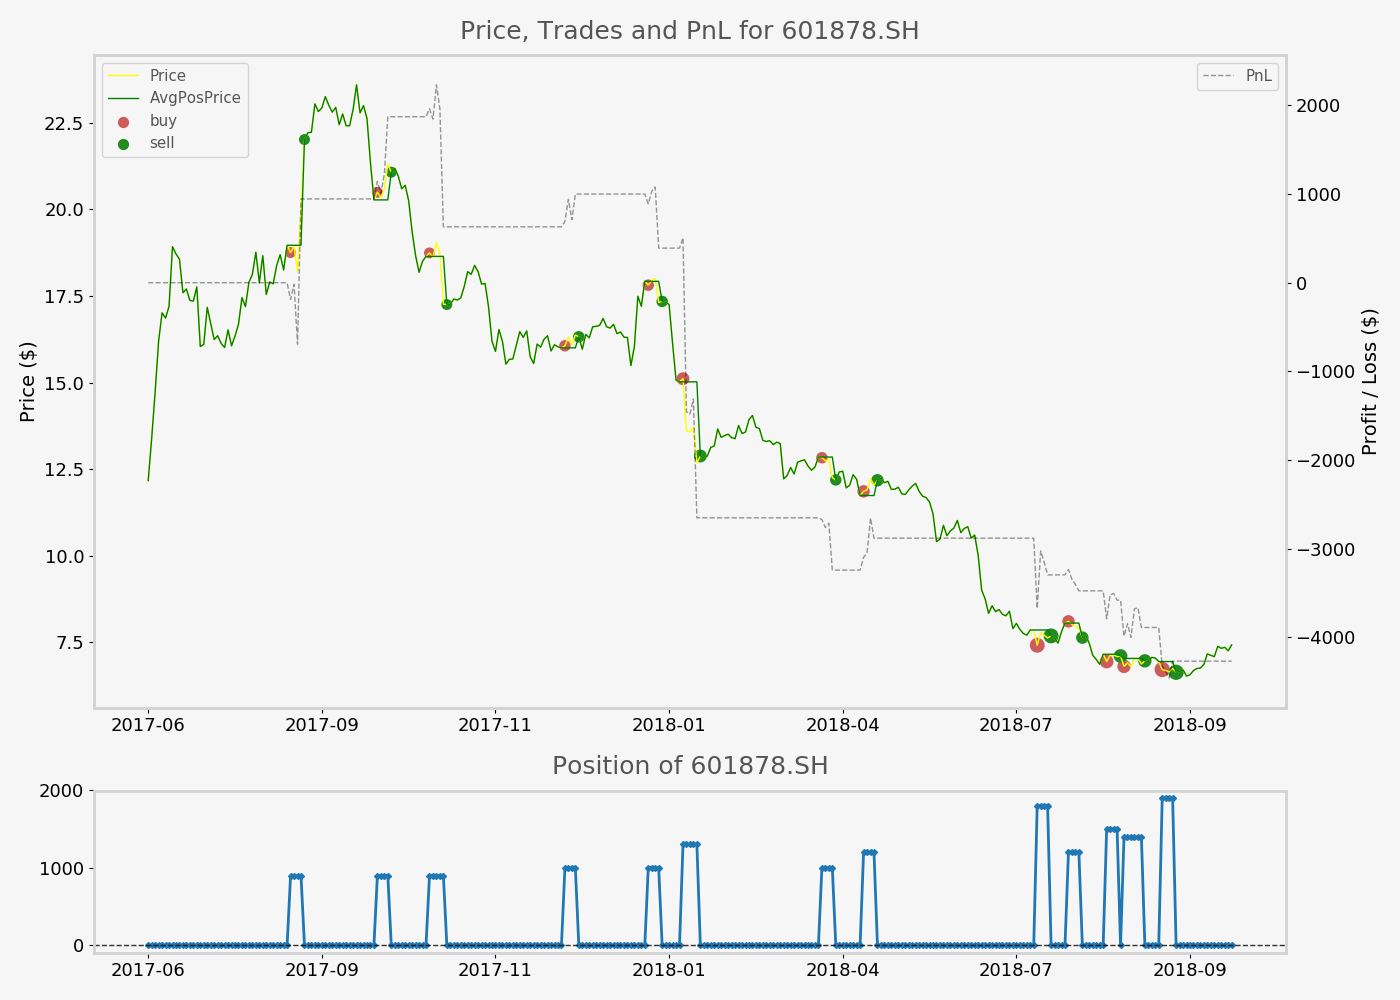 Price, Trades and PnL for 601878.SH
Price
AvgPosPrice
buy
sell
PnL
Price ($)
22.5
20.0
17.5
15.0
12.5
10.0
7.5
2000
1000
0
−1000
−2000
−3000
−4000
Profit / Loss ($)
2017-06 2017-09 2017-11 2018-01 2018-04 2018-07 2018-09
Position of 601878.SH
2000
1000
0
2017-06 2017-09 2017-11 2018-01 2018-04 2018-07 2018-09